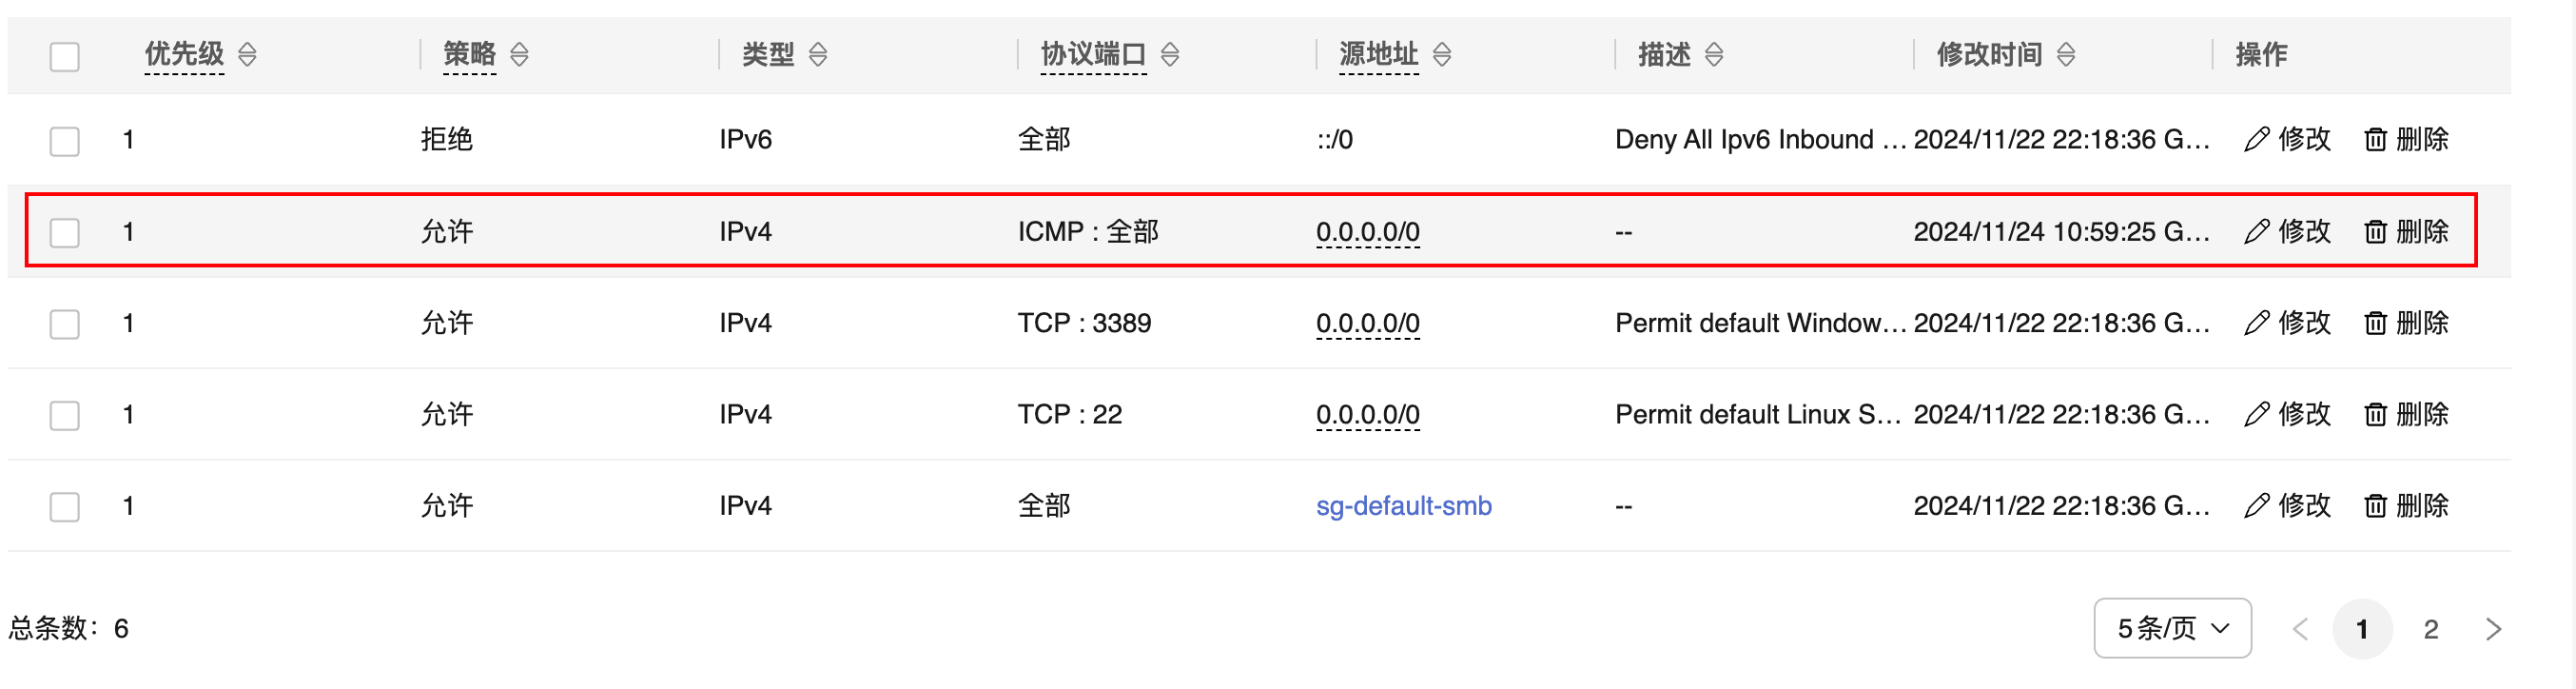 优先级 策略 类型 协议端口 源地址 描述 修改时间 操作
1 拒绝 IPv6 全部 ::/0 Deny All Ipv6 Inbound ... 2024/11/22 22:18:36 G... 修改 删除
1 允许 IPv4 ICMP : 全部 0.0.0.0/0 -- 2024/11/24 10:59:25 G... 修改 删除
1 允许 IPv4 TCP : 3389 0.0.0.0/0 Permit default Window... 2024/11/22 22:18:36 G... 修改 删除
1 允许 IPv4 TCP : 22 0.0.0.0/0 Permit default Linux S... 2024/11/22 22:18:36 G... 修改 删除
1 允许 IPv4 全部 sg-default-smb -- 2024/11/22 22:18:36 G... 修改 删除
总条数：6 5条/页 < 1 2 >